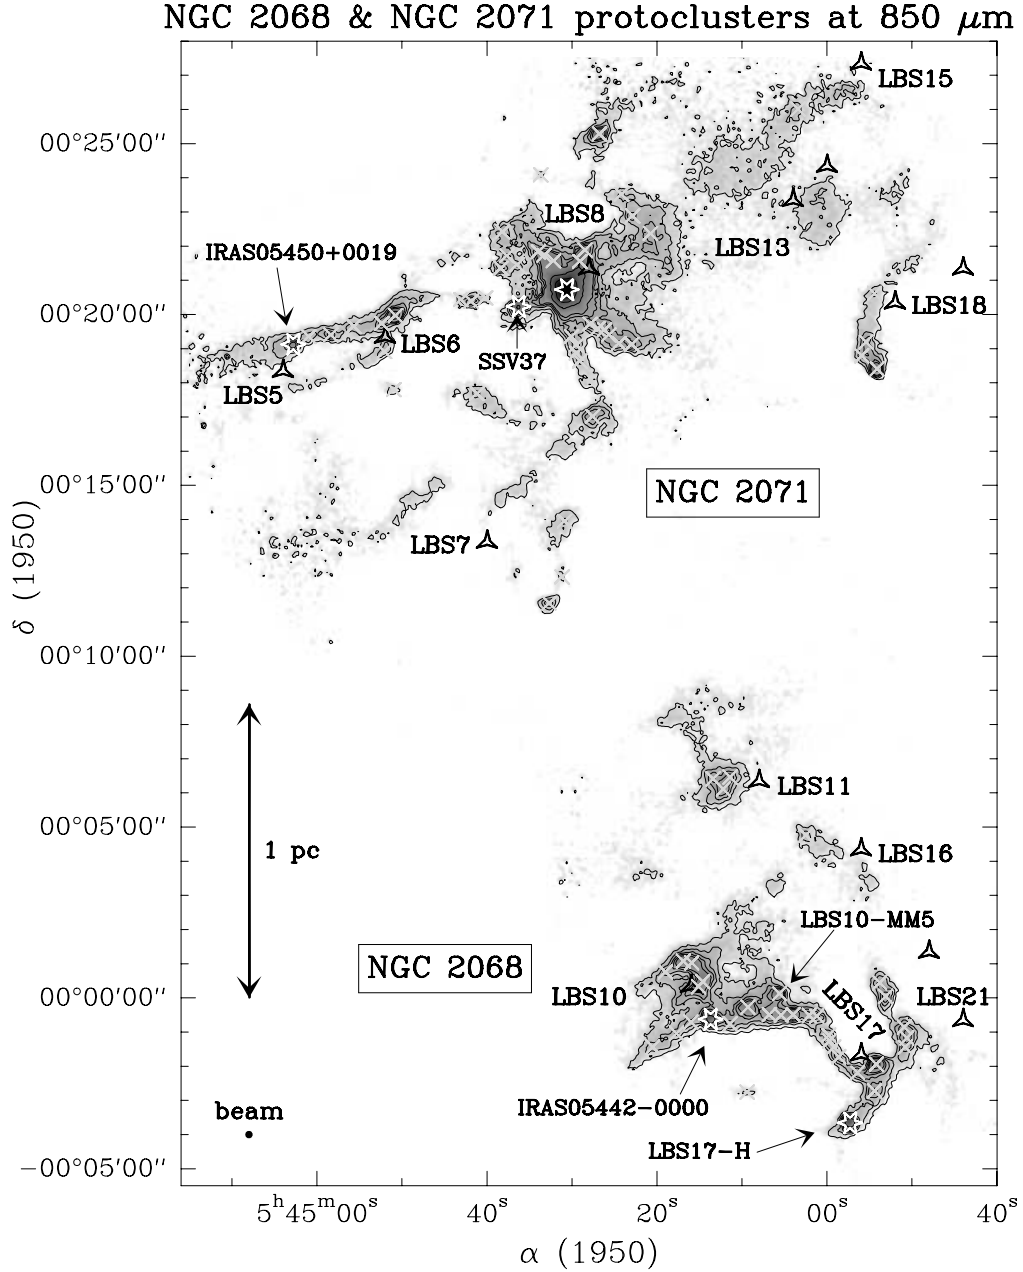 NGC 2068 & NGC 2071 protoclusters at 850 μm
LBS15
00°25′00′′
LBS8
LBS13
IRAS05450+0019
00°20′00′′
LBS18
LBS6
SSV37
LBS5
00°15′00′′
NGC 2071
LBS7
δ (1950)
00°10′00′′
LBS11
00°05′00′′
1 pc
LBS16
LBS10-MM5
NGC 2068
LBS10
LBS17
LBS21
00°00′00′′
IRAS05442-0000
beam
LBS17-H
-00°05′00′′
5ʰ45ᵐ00ˢ 40ˢ 20ˢ 00ˢ 40ˢ
α (1950)